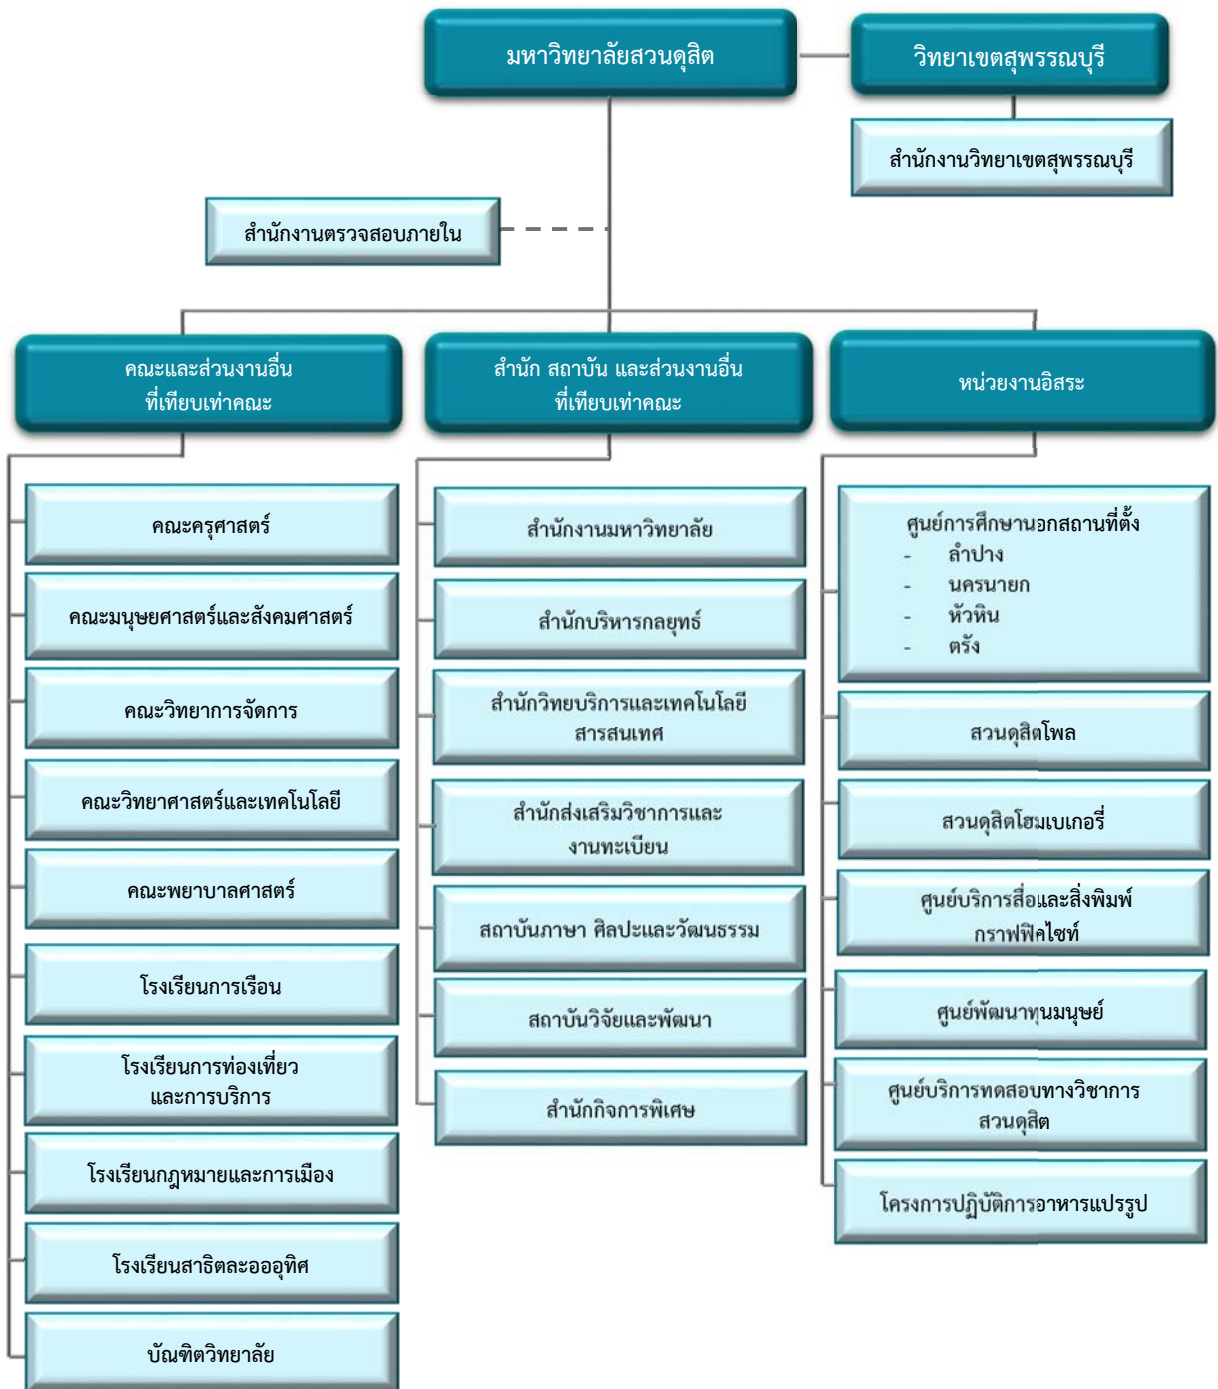 มหาวิทยาลัยสวนดุสิต
วิทยาเขตสุพรรณบุรี
สำนักงานวิทยาเขตสุพรรณบุรี
สำนักงานตรวจสอบภายใน
คณะและส่วนงานอื่น
ที่เทียบเท่าคณะ
คณะครุศาสตร์
คณะมนุษยศาสตร์และสังคมศาสตร์
คณะวิทยาการจัดการ
คณะวิทยาศาสตร์และเทคโนโลยี
คณะพยาบาลศาสตร์
โรงเรียนการเรือน
โรงเรียนการท่องเที่ยว
และการบริการ
โรงเรียนกฎหมายและการเมือง
โรงเรียนสาธิตละอออุทิศ
บัณฑิตวิทยาลัย
สำนัก สถาบัน และส่วนงานอื่น
ที่เทียบเท่าคณะ
สำนักงานมหาวิทยาลัย
สำนักบริหารกลยุทธ์
สำนักวิทยบริการและเทคโนโลยี
สารสนเทศ
สำนักส่งเสริมวิชาการและ
งานทะเบียน
สถาบันภาษา ศิลปะและวัฒนธรรม
สถาบันวิจัยและพัฒนา
สำนักกิจการพิเศษ
หน่วยงานอิสระ
ศูนย์การศึกษานอกสถานที่ตั้ง
- ลำปาง
- นครนายก
- หัวหิน
- ตรัง
สวนดุสิตโพล
สวนดุสิตโฮมเบเกอรี่
ศูนย์บริการสื่อและสิ่งพิมพ์
กราฟฟิคไซท์
ศูนย์พัฒนาทุนมนุษย์
ศูนย์บริการทดสอบทางวิชาการ
สวนดุสิต
โครงการปฏิบัติการอาหารแปรรูป